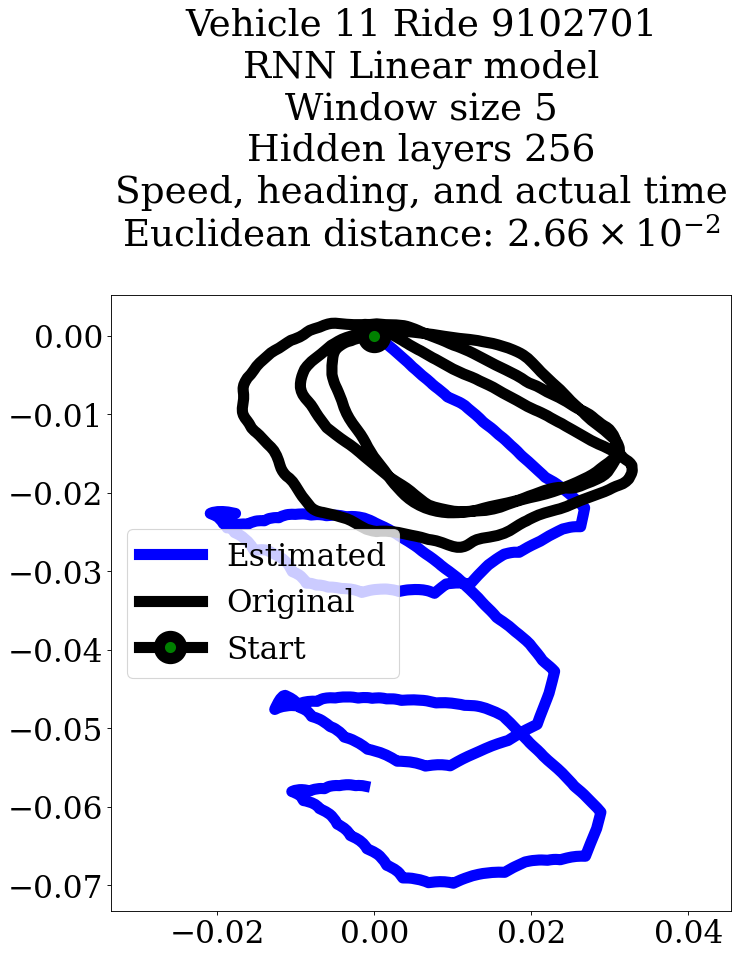 Vehicle 11 Ride 9102701
RNN Linear model
Window size 5
Hidden layers 256
Speed, heading, and actual time
Euclidean distance: 2.66 × 10⁻²
0.00
−0.01
−0.02
−0.03
−0.04
−0.05
−0.06
−0.07
Estimated
Original
Start
−0.02 0.00 0.02 0.04